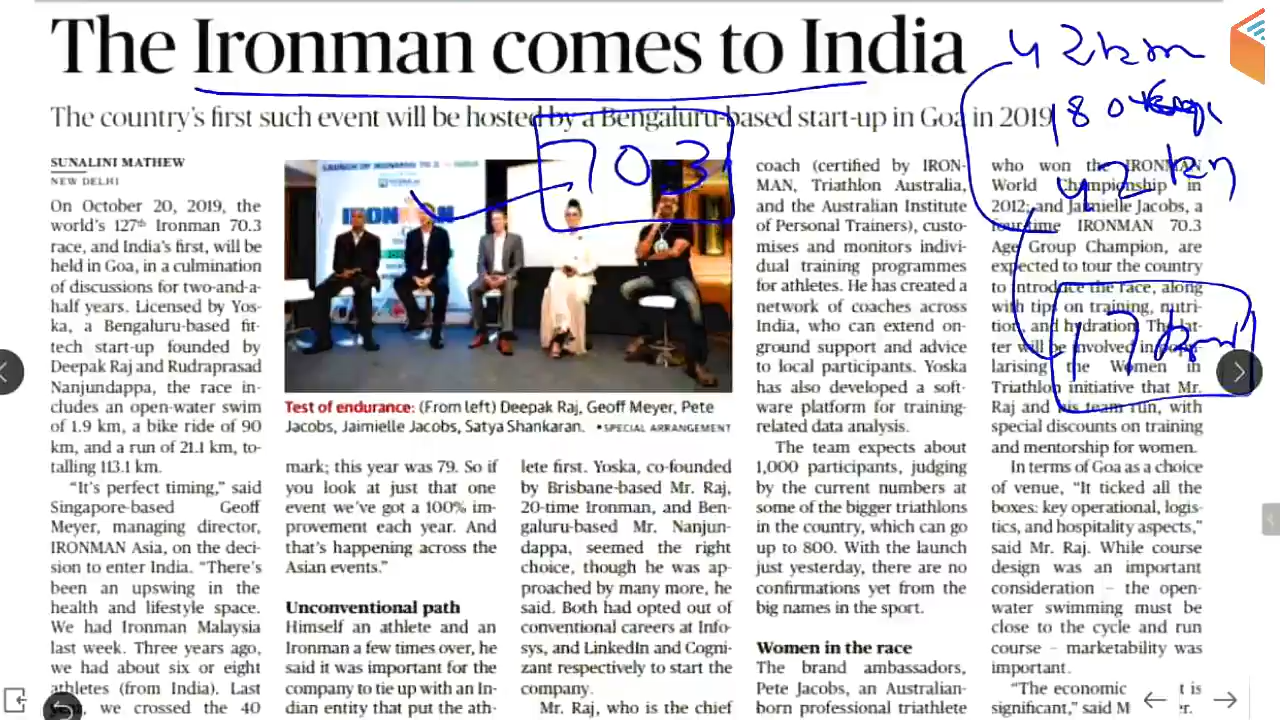 The Ironman comes to India
The country's first such event will be hosted by a Bengaluru-based start-up in Goa in 2019
SUNALINI MATHEW
NEW DELHI
On October 20, 2019, the
world's 127th Ironman 70.3
race, and India's first, will be
held in Goa, in a culmination
of discussions for two-and-a-
half years. Licensed by Yos-
ka, a Bengaluru-based fit-
tech start-up founded by
Deepak Raj and Rudraprasad
Nanjundappa, the race in-
cludes an open-water swim
of 1.9 km, a bike ride of 90
km, and a run of 21.1 km, to-
talling 113.1 km.
"It's perfect timing," said
Singapore-based Geoff
Meyer, managing director,
IRONMAN Asia, on the deci-
sion to enter India. "There's
been an upswing in the
health and lifestyle space.
We had Ironman Malaysia
last week. Three years ago,
we had about six or eight
athletes (from India). Last
we crossed the 40
70.3
Test of endurance: (From left) Deepak Raj, Geoff Meyer, Pete
Jacobs, Jaimielle Jacobs, Satya Shankaran. •SPECIAL ARRANGEMENT
mark; this year was 79. So if
you look at just that one
event we've got a 100% im-
provement each year. And
that's happening across the
Asian events."
Unconventional path
Himself an athlete and an
Ironman a few times over, he
said it was important for the
company to tie up with an In-
dian entity that put the ath-
lete first. Yoska, co-founded
by Brisbane-based Mr. Raj,
20-time Ironman, and Ben-
galuru-based Mr. Nanjun-
dappa, seemed the right
choice, though he was ap-
proached by many more, he
said. Both had opted out of
conventional careers at Info-
sys, and LinkedIn and Cogni-
zant respectively to start the
company.
Mr. Raj, who is the chief
coach (certified by IRON-
MAN, Triathlon Australia,
and the Australian Institute
of Personal Trainers), custo-
mises and monitors indivi-
dual training programmes
for athletes. He has created a
network of coaches across
India, who can extend on-
ground support and advice
to local participants. Yoska
has also developed a soft-
ware platform for training-
related data analysis.
The team expects about
1,000 participants, judging
by the current numbers at
some of the bigger triathlons
in the country, which can go
up to 800. With the launch
just yesterday, there are no
confirmations yet from the
big names in the sport.
Women in the race
The brand ambassadors,
Pete Jacobs, an Australian-
born professional triathlete
42km
180
42 km
who won the IRONMAN
World Championship in
2012; and Jaimielle Jacobs, a
four-time IRONMAN 70.3
Age Group Champion, are
expected to tour the country
to introduce the race, along
with tips on training, nutri-
tion, and hydration. The lat-
ter will be involved in popu-
larising the Women in
Triathlon initiative that Mr.
Raj and his team run, with
special discounts on training
and mentorship for women.
17
In terms of Goa as a choice
of venue, "It ticked all the
boxes: key operational, logis-
tics, and hospitality aspects,"
said Mr. Raj. While course
design was an important
consideration – the open-
water swimming must be
close to the cycle and run
course – marketability was
important.
"The economic is
significant," said